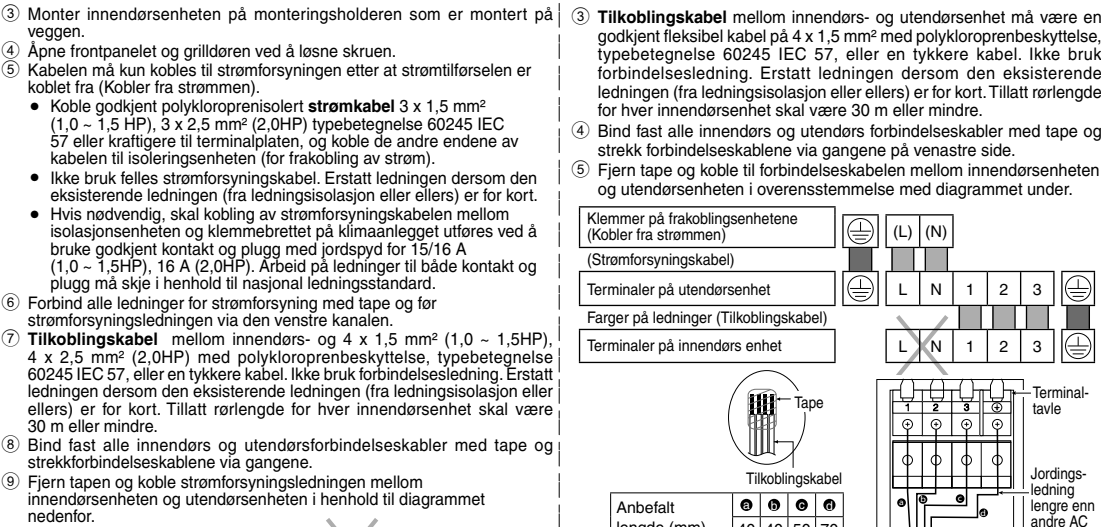 ③ Monter innendørsenheten på monteringsholderen som er montert på
veggen.
④ Åpne frontpanelet og grilldøren ved å løsne skruen.
⑤ Kabelen må kun kobles til strømforsyningen etter at strømtilførselen er
koblet fra (Kobler fra strømmen).
● Koble godkjent polykloroprenisolert strømkabel 3 x 1,5 mm²
(1,0 ~ 1,5 HP), 3 x 2,5 mm² (2,0HP) typebetegnelse 60245 IEC
57 eller kraftigere til terminalplaten, og koble de andre endene av
kabelen til isoleringsenheten (for frakobling av strøm).
● Ikke bruk felles strømforsyningskabel. Erstatt ledningen dersom den
eksisterende ledningen (fra ledningsisolasjon eller ellers) er for kort.
● Hvis nødvendig, skal kobling av strømforsyningskabelen mellom
isolasjonsenheten og klemmebrettet på klimaanlegget utføres ved å
bruke godkjent kontakt og plugg med jordspyd for 15/16 A
(1,0 ~ 1,5HP), 16 A (2,0HP). Arbeid på ledninger til både kontakt og
plugg må skje i henhold til nasjonal ledningsstandard.
⑥ Forbind alle ledninger for strømforsyning med tape og før
strømforsyningsledningen via den venstre kanalen.
⑦ Tilkoblingskabel mellom innendørs- og 4 x 1,5 mm² (1,0 ~ 1,5HP),
4 x 2,5 mm² (2,0HP) med polykloroprenbeskyttelse, typebetegnelse
60245 IEC 57, eller en tykkere kabel. Ikke bruk forbindelsesledning. Erstatt
ledningen dersom den eksisterende ledningen (fra ledningsisolasjon eller
ellers) er for kort. Tillatt rørlengde for hver innendørsenhet skal være
30 m eller mindre.
⑧ Bind fast alle innendørs og utendørsforbindelseskabler med tape og
strekkforbindelseskablene via gangene.
⑨ Fjern tapen og koble strømforsyningsledningen mellom
innendørsenheten og utendørsenheten i henhold til diagrammet
nedenfor.
③ Tilkoblingskabel mellom innendørs- og utendørsenhet må være en
godkjent fleksibel kabel på 4 x 1,5 mm² med polykloroprenbeskyttelse,
typebetegnelse 60245 IEC 57, eller en tykkere kabel. Ikke bruk
forbindelsesledning. Erstatt ledningen dersom den eksisterende
ledningen (fra ledningsisolasjon eller ellers) er for kort. Tillatt rørlengde
for hver innendørsenhet skal være 30 m eller mindre.
④ Bind fast alle innendørs og utendørs forbindelseskabler med tape og
strekk forbindelseskablene via gangene på venastre side.
⑤ Fjern tape og koble til forbindelseskabelen mellom innendørsenheten
og utendørsenheten i overensstemmelse med diagrammet under.
Klemmer på frakoblingsenhetene
(Kobler fra strømmen) (L) (N)
(Strømforsyningskabel)
Terminaler på utendørsenhet L N 1 2 3
Farger på ledninger (Tilkoblingskabel)
Terminaler på innendørs enhet L N 1 2 3
Tape
Tilkoblingskabel
1 2 3
Terminal-
tavle
Jordings-
ledning
lengre enn
andre AC
a b c d
Anbefalt a b c d
lengde (mm) 40 40 50 70